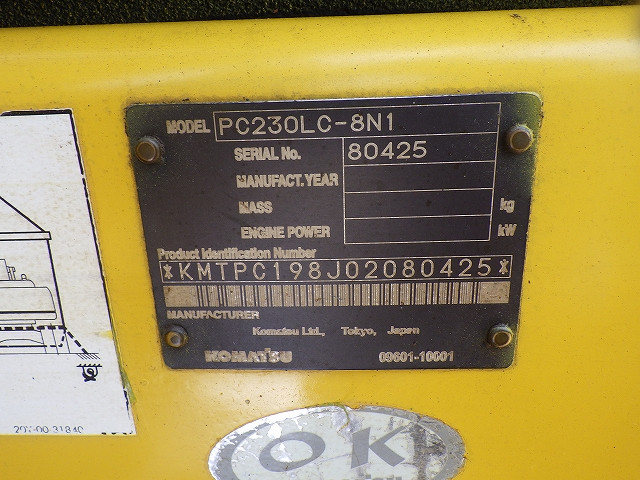 MODEL PC230LC-8N1
SERIAL No. 80425
MANUFACT.YEAR
MASS kg
ENGINE POWER kW
Product Identification Number
*KMTPC198J02080425*
MANUFACTURER
Komatsu Ltd., Tokyo, Japan
KOMATSU 09601-10601
OK